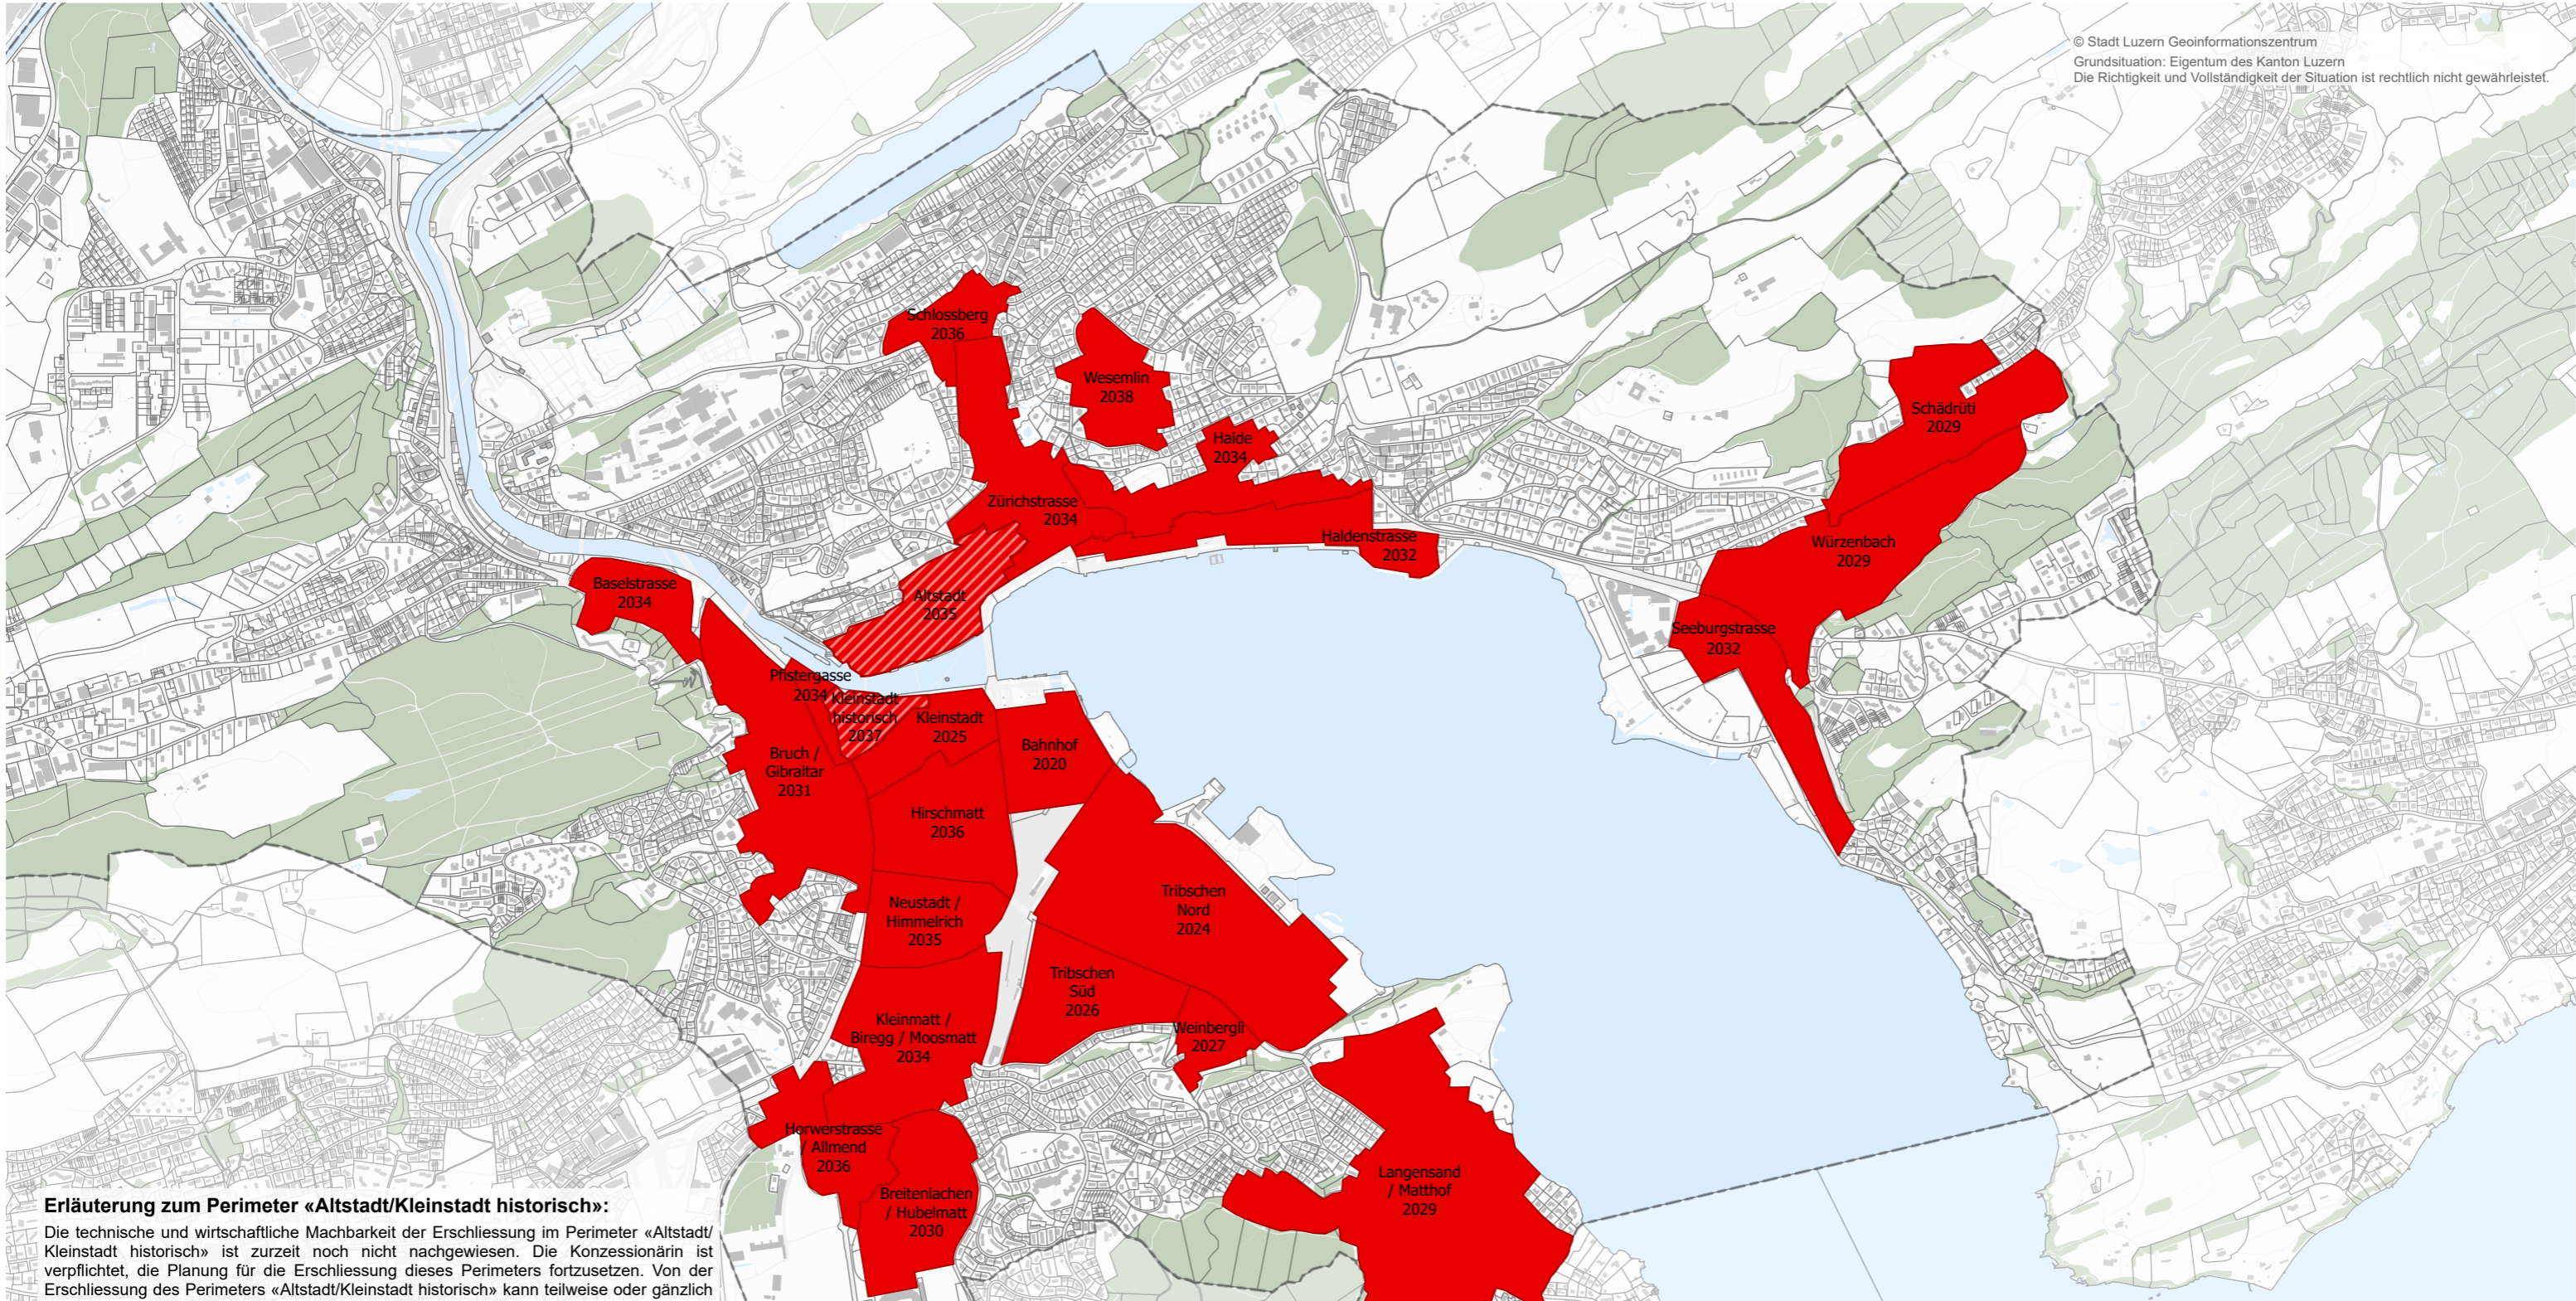 © Stadt Luzern Geoinformationszentrum
Grundsituation: Eigentum des Kanton Luzern
Die Richtigkeit und Vollständigkeit der Situation ist rechtlich nicht gewährleistet.
Schlossberg
2036
Wesemlin
2038
Halde
2034
Schädrüti
2029
Zürichstrasse
2034
Haldenstrasse
2032
Würzenbach
2029
Baselstrasse
2034
Altstadt
2035
Seeburgstrasse
2032
Pfistergasse
2034
Kleinstadt
historisch
2037
Kleinstadt
2025
Bahnhof
2020
Bruch /
Gibraltar
2031
Hirschmatt
2036
Neustadt /
Himmelrich
2035
Tribschen
Nord
2024
Tribschen
Süd
2026
Kleinmatt /
Biregg / Moosmatt
2034
Weinbergli
2027
Horwerstrasse
/ Allmend
2036
Breitenlachen
/ Hubelmatt
2030
Langensand
/ Matthof
2029
Erläuterung zum Perimeter «Altstadt/Kleinstadt historisch»:
Die technische und wirtschaftliche Machbarkeit der Erschliessung im Perimeter «Altstadt/
Kleinstadt historisch» ist zurzeit noch nicht nachgewiesen. Die Konzessionärin ist
verpflichtet, die Planung für die Erschliessung dieses Perimeters fortzusetzen. Von der
Erschliessung des Perimeters «Altstadt/Kleinstadt historisch» kann teilweise oder gänzlich